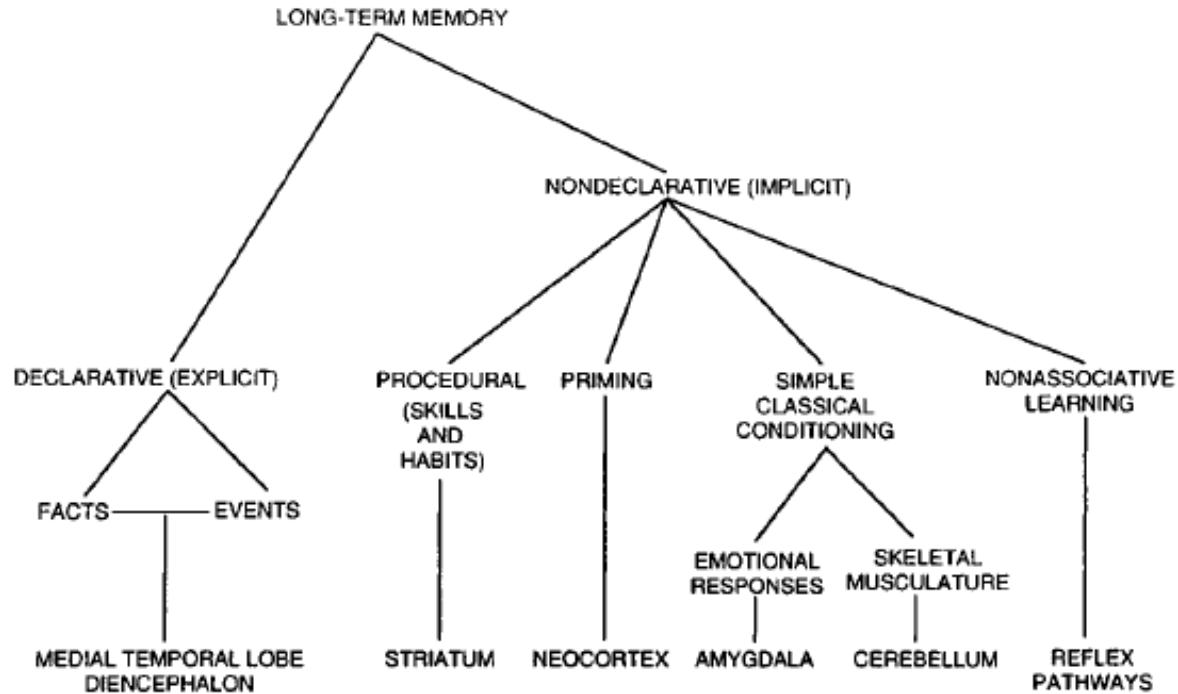 LONG-TERM MEMORY
NONDECLARATIVE (IMPLICIT)
DECLARATIVE (EXPLICIT)
PROCEDURAL
(SKILLS
AND
HABITS)
PRIMING
SIMPLE
CLASSICAL
CONDITIONING
NONASSOCIATIVE
LEARNING
FACTS
EVENTS
EMOTIONAL
RESPONSES
SKELETAL
MUSCULATURE
MEDIAL TEMPORAL LOBE
DIENCEPHALON
STRIATUM
NEOCORTEX
AMYGDALA
CEREBELLUM
REFLEX
PATHWAYS